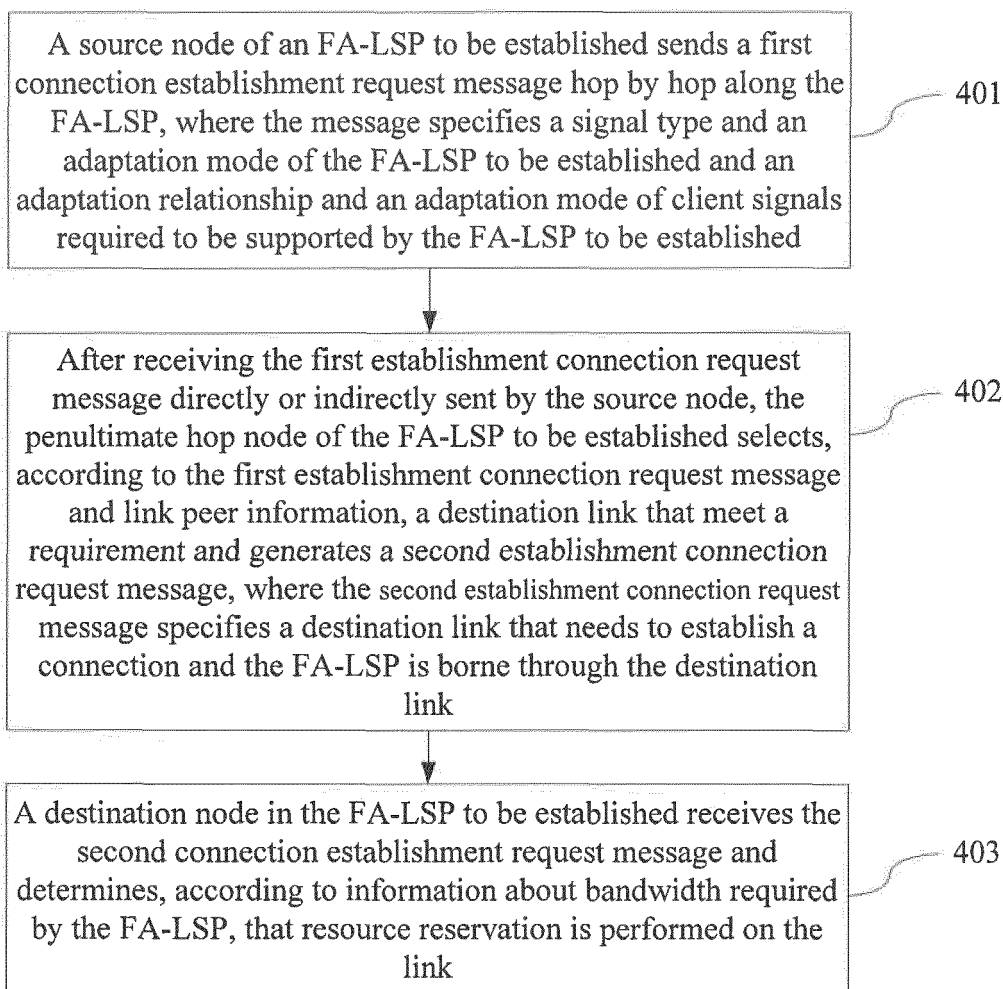 A source node of an FA-LSP to be established sends a first
connection establishment request message hop by hop along the
FA-LSP, where the message specifies a signal type and an
adaptation mode of the FA-LSP to be established and an
adaptation relationship and an adaptation mode of client signals
required to be supported by the FA-LSP to be established
401
After receiving the first establishment connection request
message directly or indirectly sent by the source node, the
penultimate hop node of the FA-LSP to be established selects,
according to the first establishment connection request message
and link peer information, a destination link that meet a
requirement and generates a second establishment connection
request message, where the second establishment connection request
message specifies a destination link that needs to establish a
connection and the FA-LSP is borne through the destination
link
402
A destination node in the FA-LSP to be established receives the
second connection establishment request message and
determines, according to information about bandwidth required
by the FA-LSP, that resource reservation is performed on the
link
403